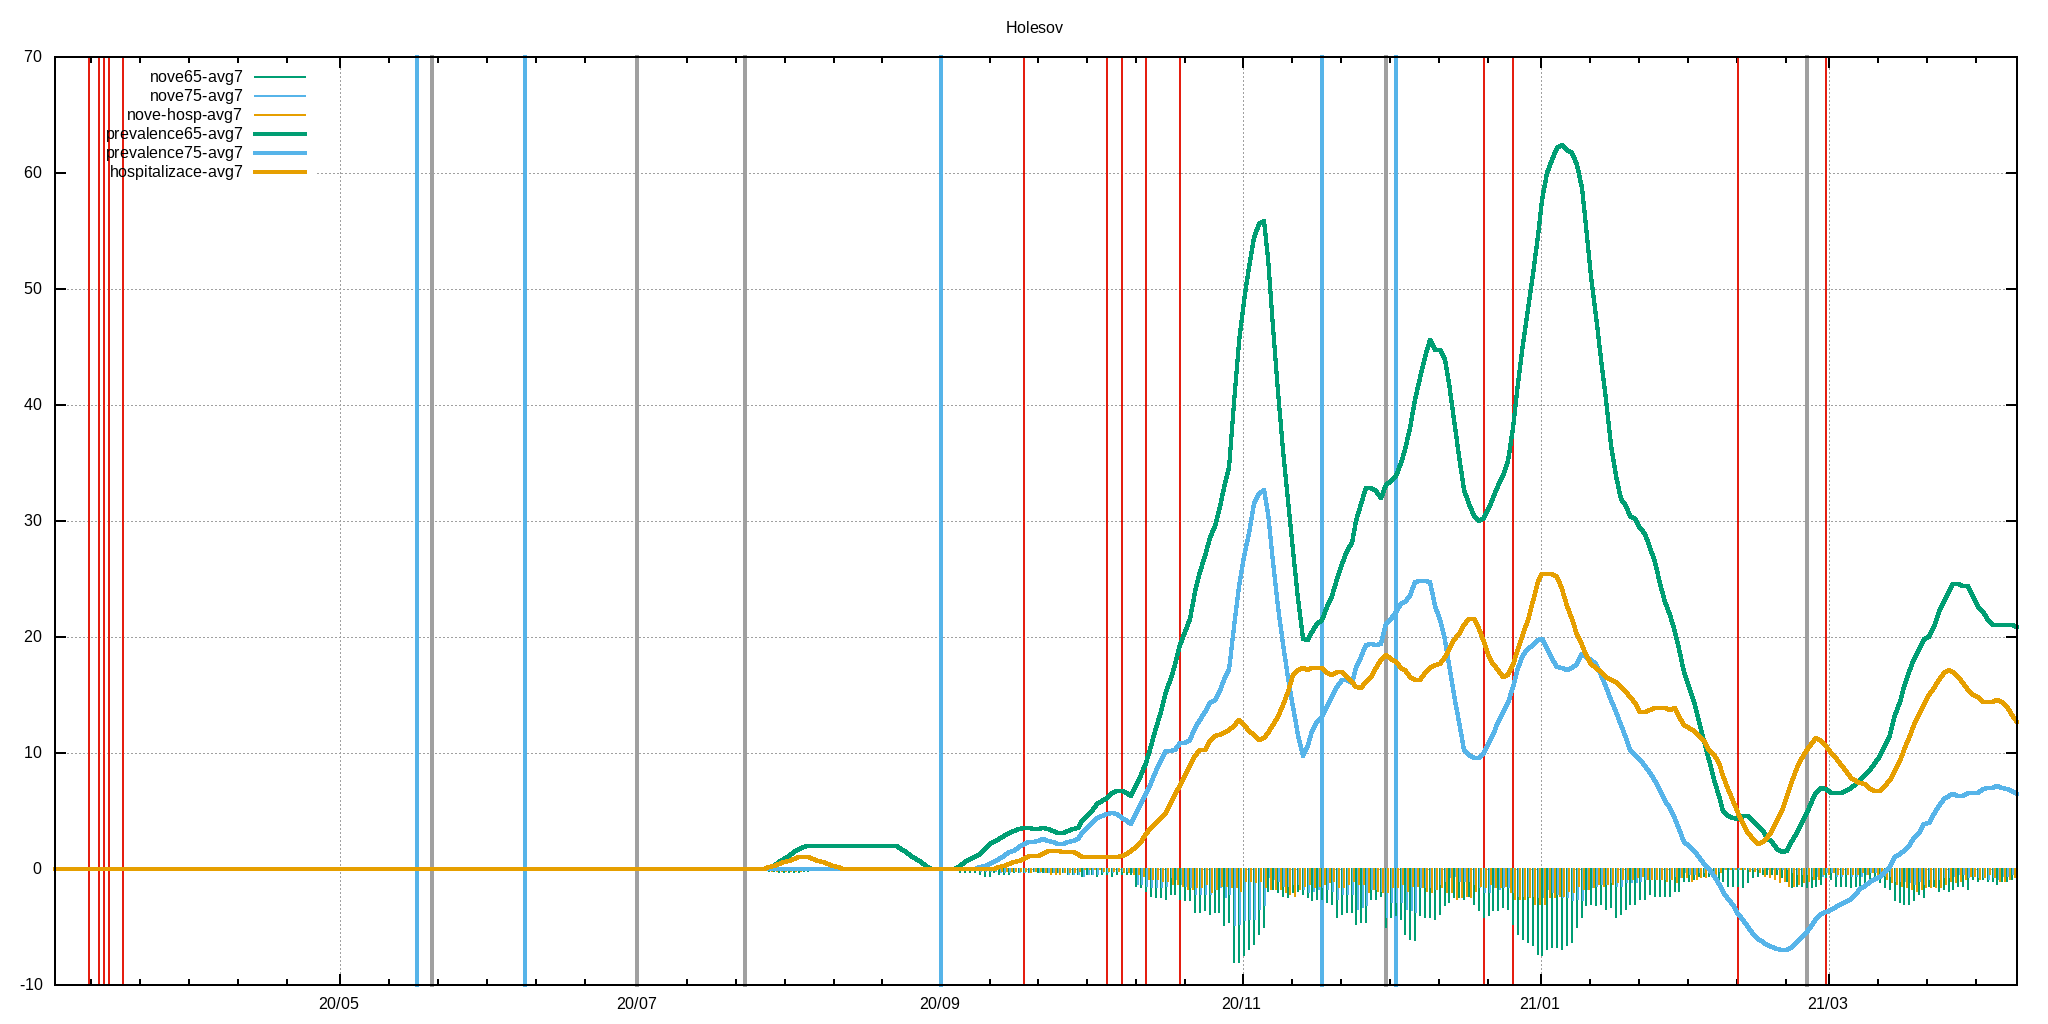 Holesov
70
60
50
40
30
20
10
0
-10
nove65-avg7
nove75-avg7
nove-hosp-avg7
prevalence65-avg7
prevalence75-avg7
hospitalizace-avg7
20/05 20/07 20/09 20/11 21/01 21/03